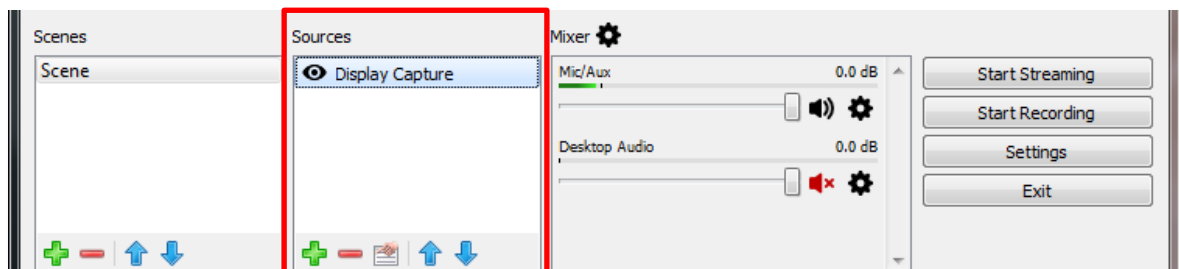 Scenes
Sources
Mixer
Scene
Display Capture
Mic/Aux
0.0 dB
Desktop Audio
0.0 dB
Start Streaming
Start Recording
Settings
Exit